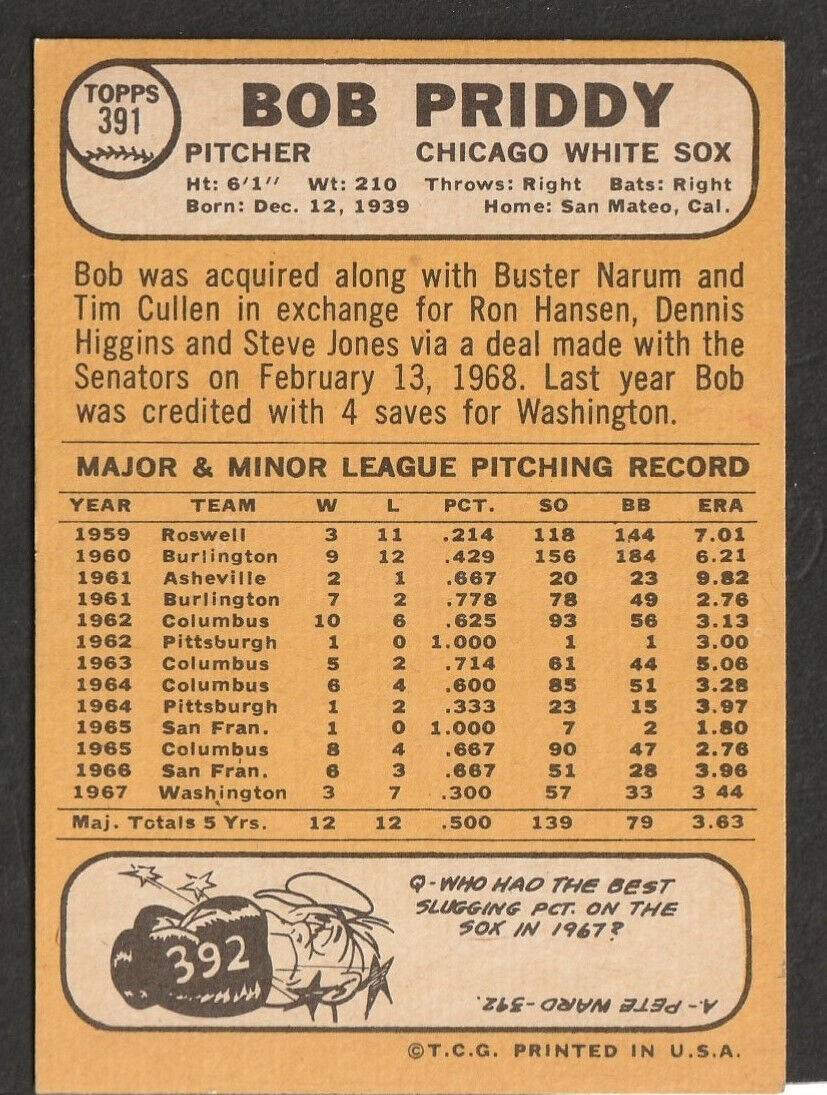 TOPPS
391
BOB PRIDDY
PITCHER CHICAGO WHITE SOX
Ht: 6'1" Wt: 210 Throws: Right Bats: Right
Born: Dec. 12, 1939 Home: San Mateo, Cal.
Bob was acquired along with Buster Narum and
Tim Cullen in exchange for Ron Hansen, Dennis
Higgins and Steve Jones via a deal made with the
Senators on February 13, 1968. Last year Bob
was credited with 4 saves for Washington.
MAJOR & MINOR LEAGUE PITCHING RECORD
YEAR TEAM W L PCT. SO BB ERA
1959 Roswell 3 11 .214 118 144 7.01
1960 Burlington 9 12 .429 156 184 6.21
1961 Asheville 2 1 .667 20 23 9.82
1961 Burlington 7 2 .778 78 49 2.76
1962 Columbus 10 6 .625 93 56 3.13
1962 Pittsburgh 1 0 1.000 1 1 3.00
1963 Columbus 5 2 .714 61 44 5.06
1964 Columbus 6 4 .600 85 51 3.28
1964 Pittsburgh 1 2 .333 23 15 3.97
1965 San Fran. 1 0 1.000 7 2 1.80
1965 Columbus 8 4 .667 90 47 2.76
1966 San Fran. 6 3 .667 51 28 3.96
1967 Washington 3 7 .300 57 33 3 44
Maj. Totals 5 Yrs. 12 12 .500 139 79 3.63
392
Q-WHO HAD THE BEST
SLUGGING PCT. ON THE
SOX IN 1967?
A.-PETE WARD-.392.
©T.C.G. PRINTED IN U.S.A.